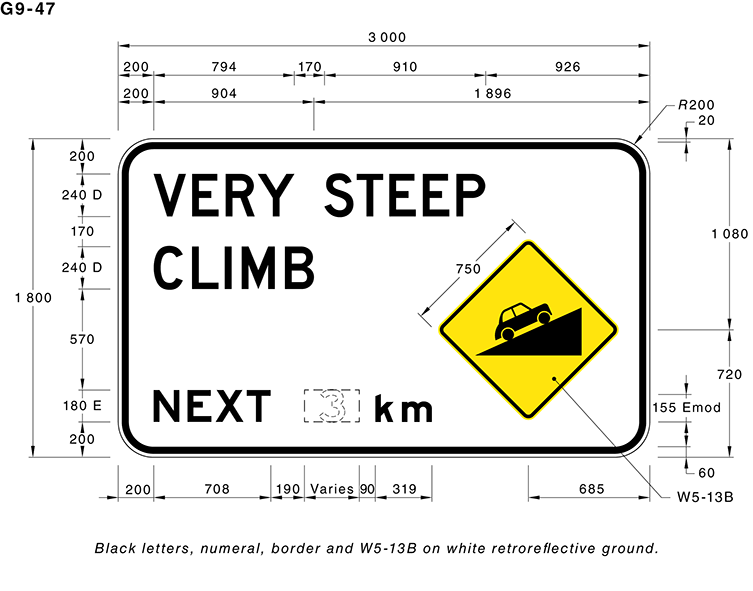 G9-47
3 000
200 794 170 910 926
200 904 1 896
R200
20
200
240 D
170
240 D
570
180 E
200
1 800
VERY STEEP
CLIMB
NEXT 3 km
750
1 080
720
155 Emod
60
W5-13B
200 708 190 Varies 90 319 685
Black letters, numeral, border and W5-13B on white retroreflective ground.